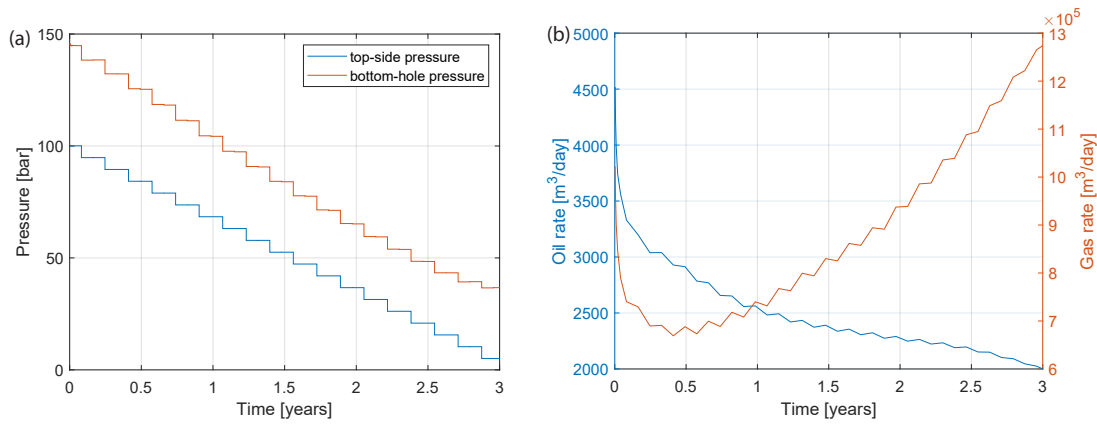 (a)
150
100
50
0
Pressure [bar]
top-side pressure
bottom-hole pressure
0 0.5 1 1.5 2 2.5 3
Time [years]
(b)
5000
4500
4000
3500
3000
2500
2000
Oil rate [m³/day]
×10⁵
13
12
11
10
9
8
7
6
Gas rate [m³/day]
0 0.5 1 1.5 2 2.5 3
Time [years]